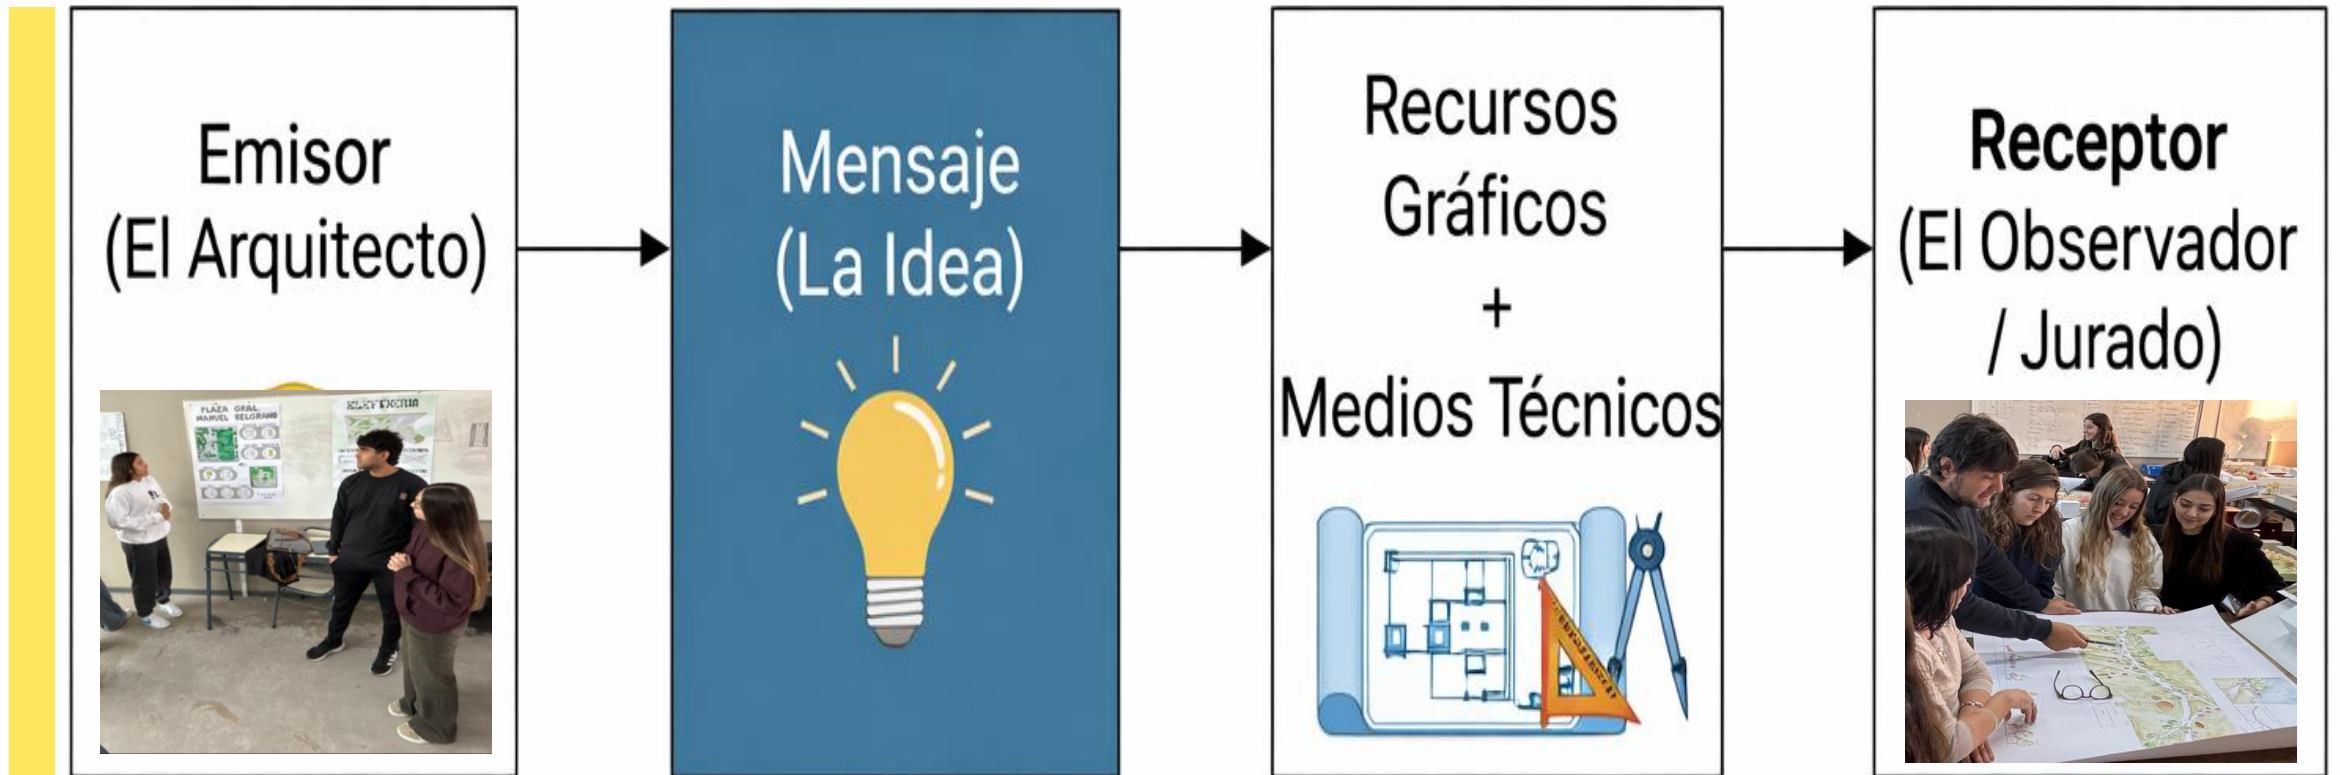 Emisor
(El Arquitecto)
PLAZA GRAL.
MANUEL BELGRANO
Mensaje
(La Idea)
Recursos
Gráficos
+
Medios Técnicos
Receptor
(El Observador
/ Jurado)